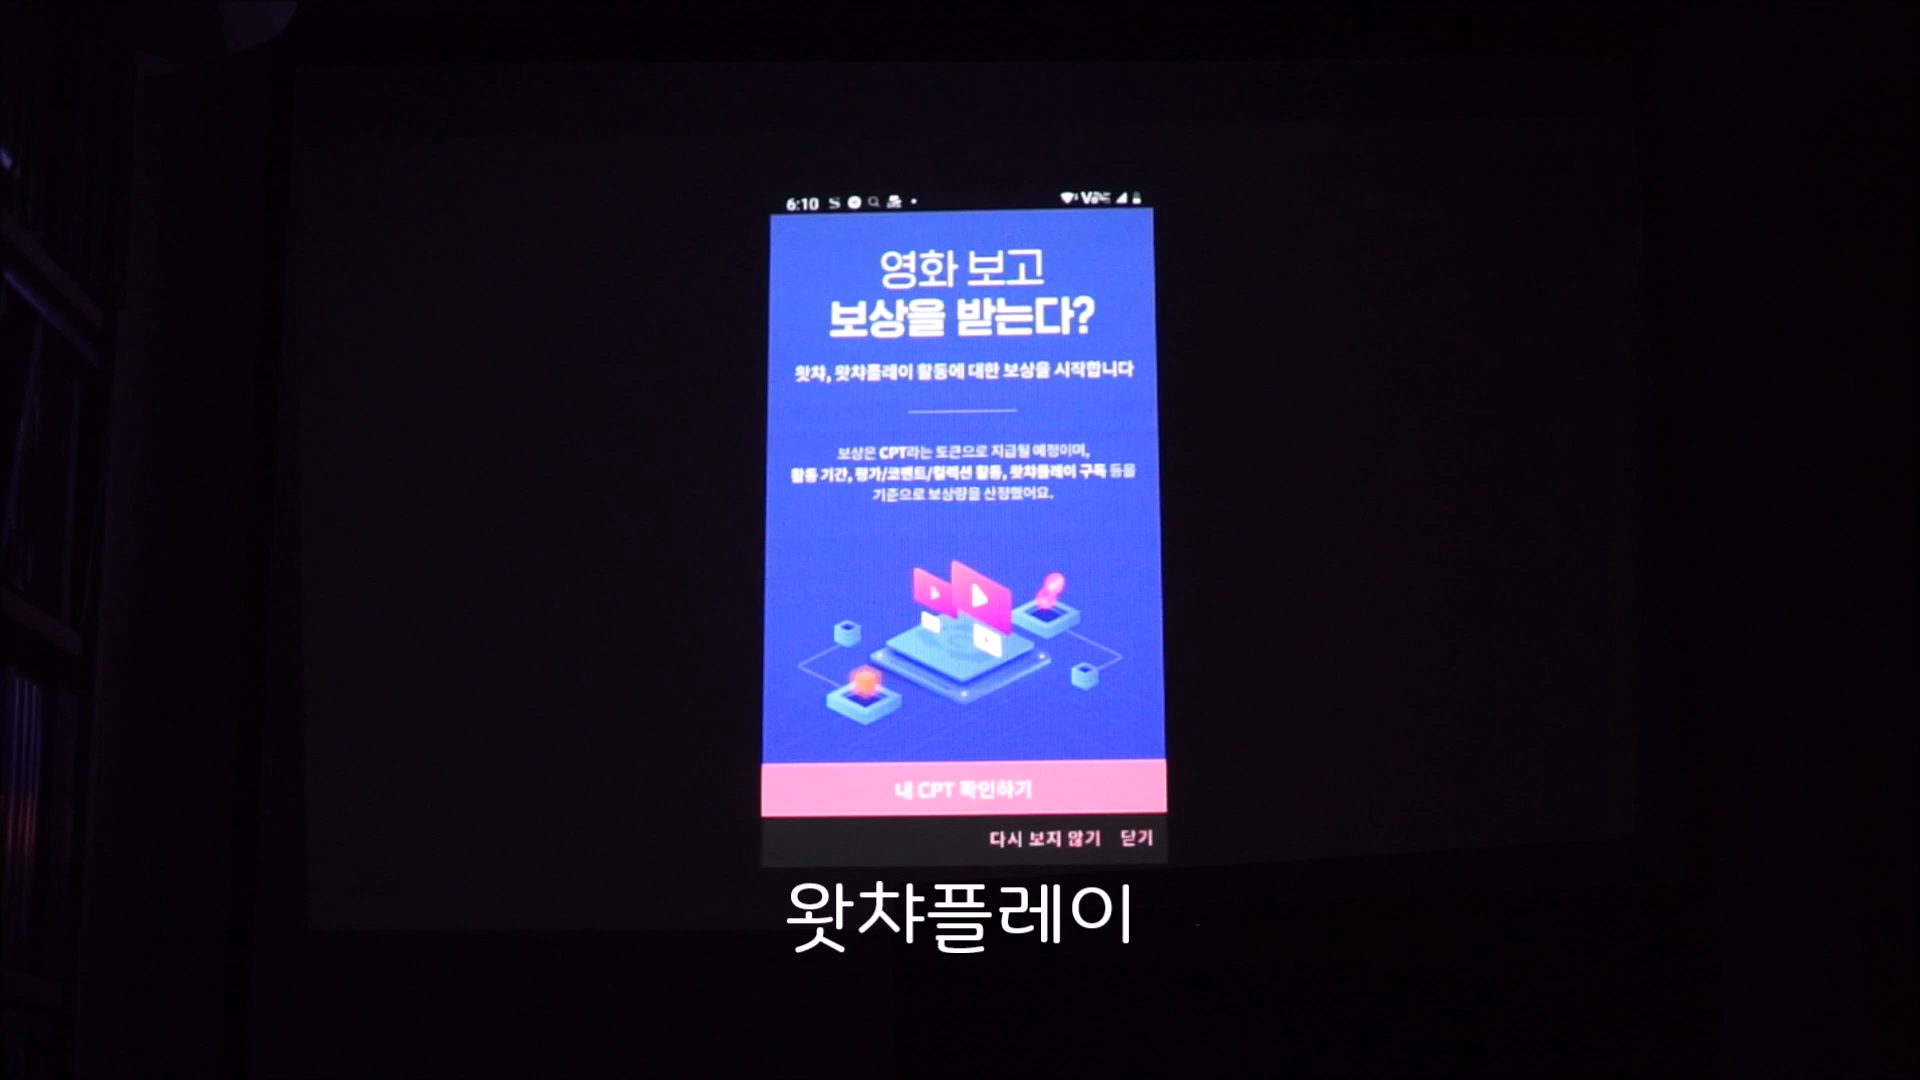 6:10
영화 보고
보상을 받는다?
왓챠, 왓챠플레이 활동에 대한 보상을 시작합니다
보상은 CPT라는 토큰으로 지급될 예정이며,
활동 기간, 평가/코멘트/컬렉션 활동, 왓챠플레이 구독 등을
기준으로 보상량을 산정했어요.
내 CPT 확인하기
다시 보지 않기 닫기
왓챠플레이